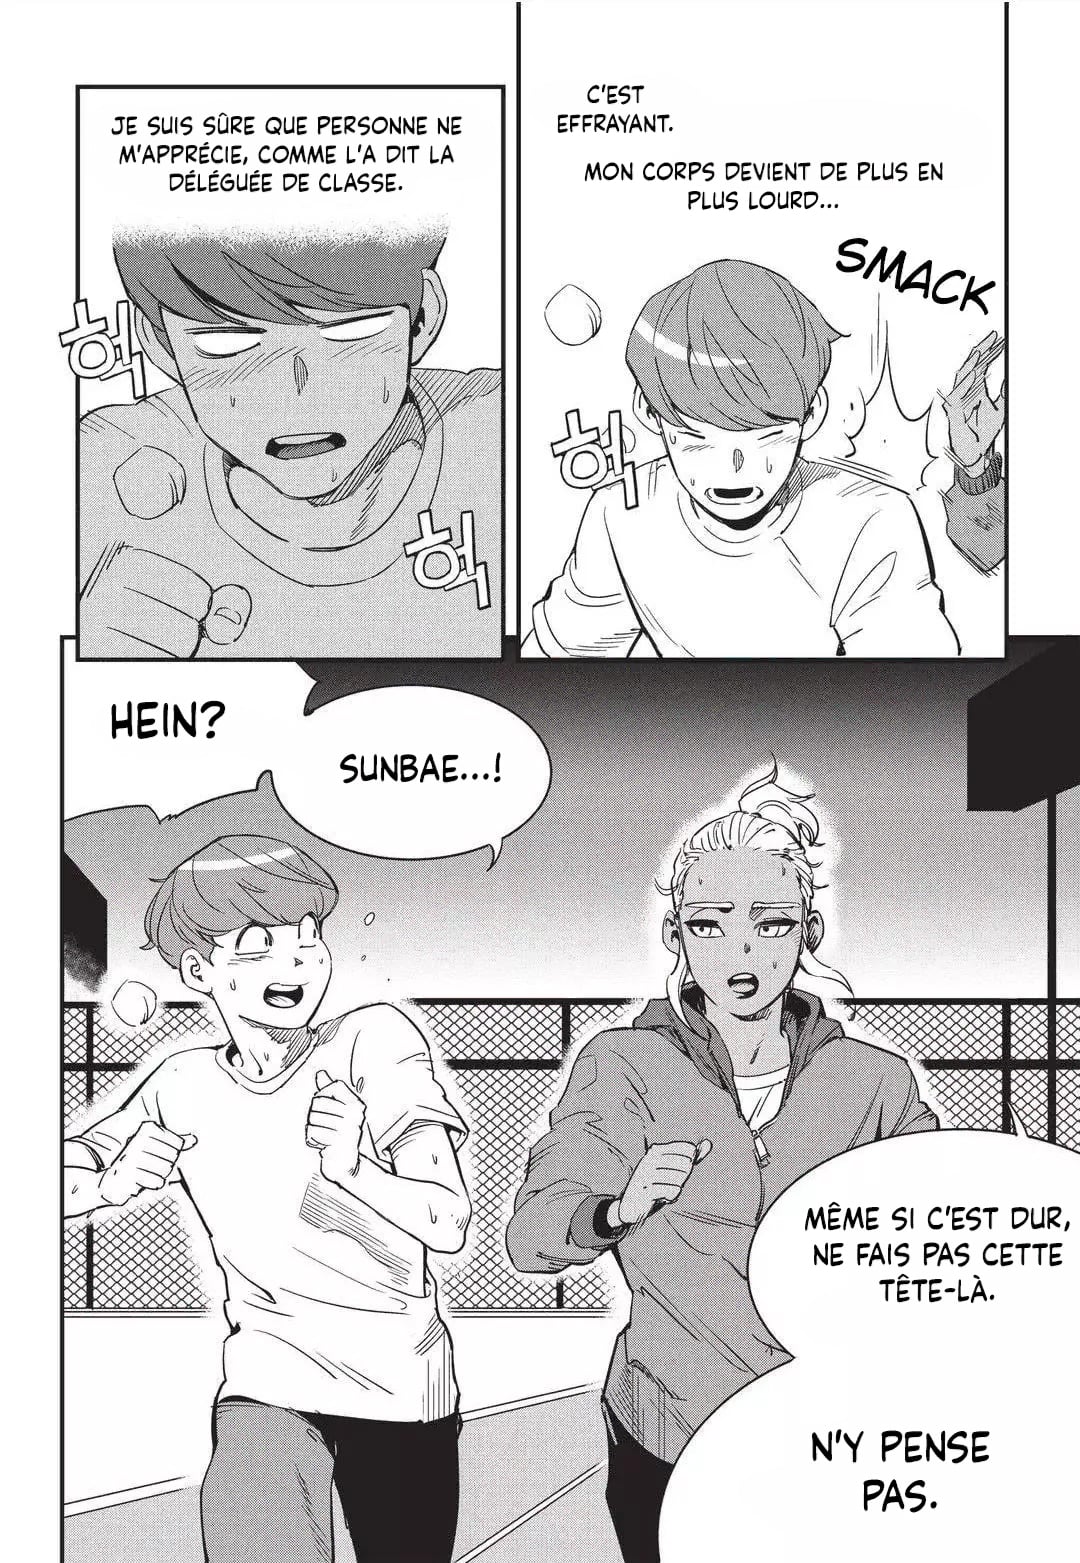 JE SUIS SÛRE QUE PERSONNE NE
M'APPRÉCIE, COMME L'A DIT LA
DÉLÉGUÉE DE CLASSE.
헉
헉
C'EST
EFFRAYANT.
MON CORPS DEVIENT DE PLUS EN
PLUS LOURD...
SMACK
헉
HEIN?
SUNBAE...!
MÊME SI C'EST DUR,
NE FAIS PAS CETTE
TÊTE-LÀ.
N'Y PENSE
PAS.